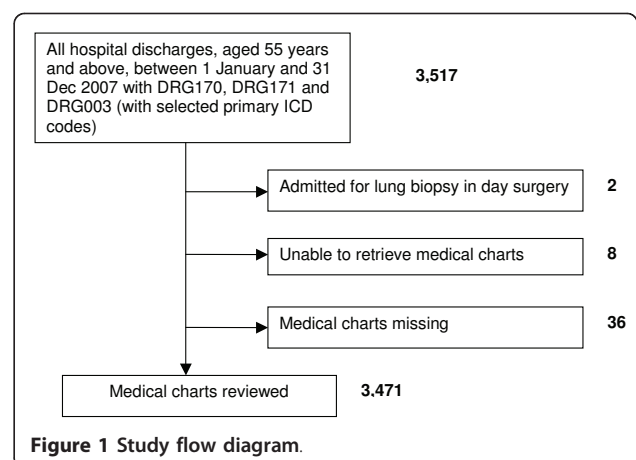 All hospital discharges, aged 55 years
and above, between 1 January and 31
Dec 2007 with DRG170, DRG171 and
DRG003 (with selected primary ICD
codes)
3,517
Admitted for lung biopsy in day surgery
2
Unable to retrieve medical charts
8
Medical charts missing
36
Medical charts reviewed
3,471
Figure 1 Study flow diagram.